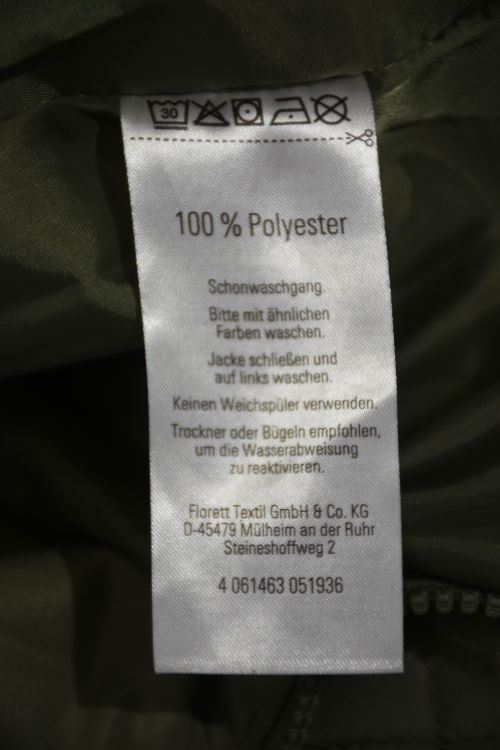 30
100 % Polyester
Schonwaschgang.
Bitte mit ähnlichen
Farben waschen.
Jacke schließen und
auf links waschen.
Keinen Weichspüler verwenden.
Trockner oder Bügeln empfohlen,
um die Wasserabweisung
zu reaktivieren.
Florett Textil GmbH & Co. KG
D-45479 Mülheim an der Ruhr
Steineshoffweg 2
4 061463 051936